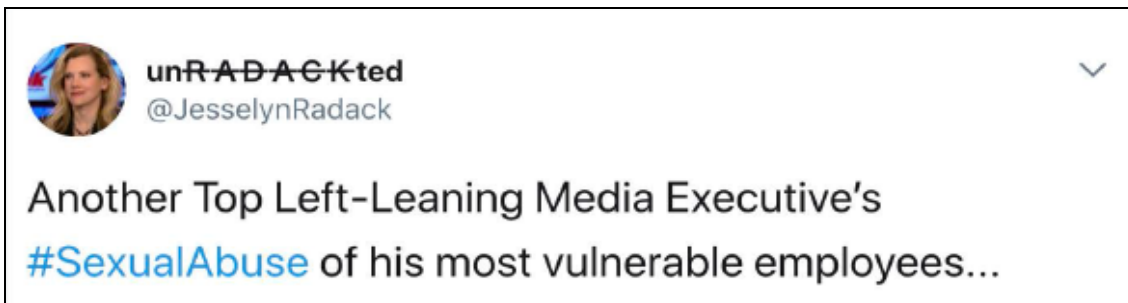 unRADACKted
@JesselynRadack
Another Top Left-Leaning Media Executive's
#SexualAbuse of his most vulnerable employees...